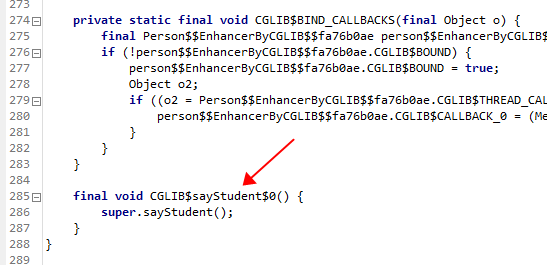 273
274 private static final void CGLIB$BIND_CALLBACKS(final Object o) {
275 final Person$$EnhancerByCGLIB$$fa76b0ae person$$EnhancerByCGLIB$
276 if (!person$$EnhancerByCGLIB$$fa76b0ae.CGLIB$BOUND) {
277 person$$EnhancerByCGLIB$$fa76b0ae.CGLIB$BOUND = true;
278 Object o2;
279 if ((o2 = Person$$EnhancerByCGLIB$$fa76b0ae.CGLIB$THREAD_CAL
280 person$$EnhancerByCGLIB$$fa76b0ae.CGLIB$CALLBACK_0 = (Me
281 }
282 }
283 }
284
285 final void CGLIB$sayStudent$0() {
286 super.sayStudent();
287 }
288 }
289